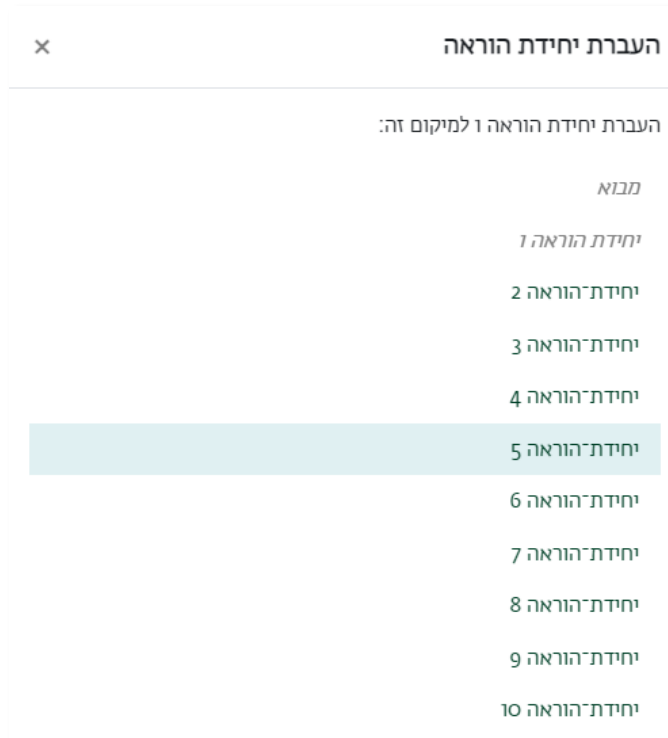 העברת יחידת הוראה
העברת יחידת הוראה 1 למיקום זה:
מבוא
יחידת הוראה 1
יחידת־הוראה 2
יחידת־הוראה 3
יחידת־הוראה 4
יחידת־הוראה 5
יחידת־הוראה 6
יחידת־הוראה 7
יחידת־הוראה 8
יחידת־הוראה 9
יחידת־הוראה 10